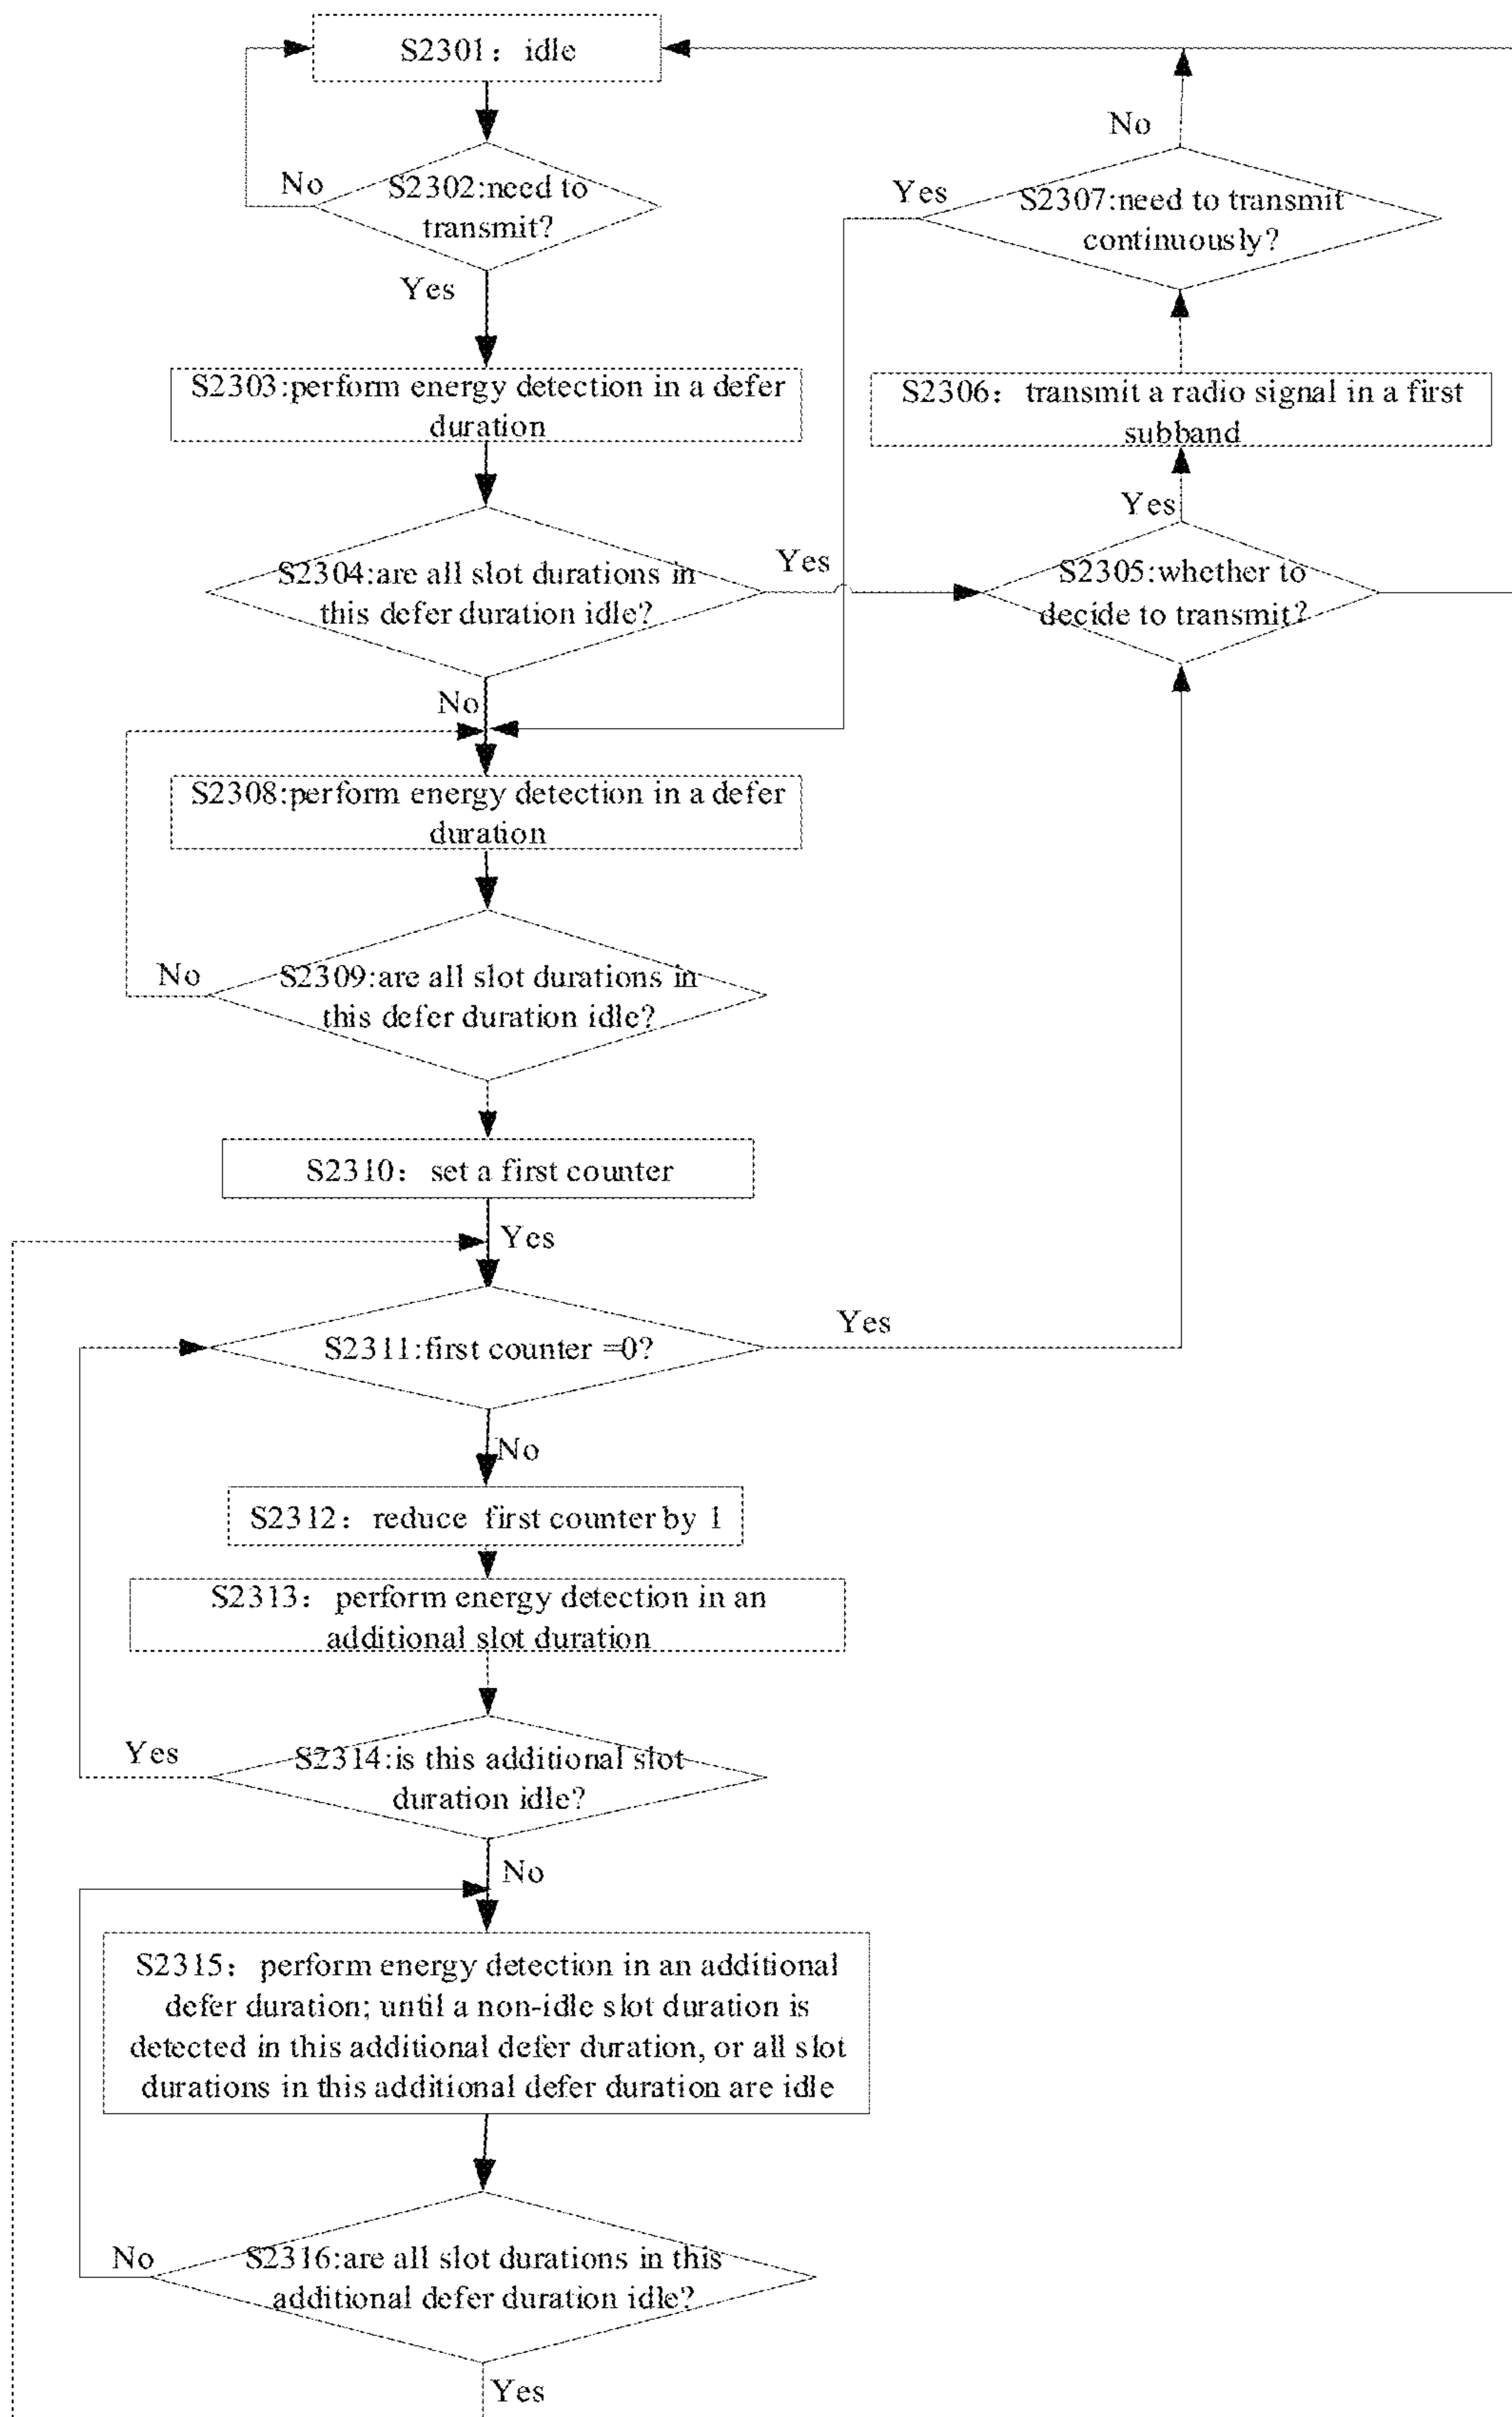 S2301：idle
No
S2302:need to
transmit?
Yes
S2303:perform energy detection in a defer
duration
S2304:are all slot durations in
this defer duration idle?
Yes
No
No
S2307:need to transmit
continuously?
Yes
S2306：transmit a radio signal in a first
subband
Yes
S2305:whether to
decide to transmit?
S2308:perform energy detection in a defer
duration
No
S2309:are all slot durations in
this defer duration idle?
S2310：set a first counter
Yes
S2311:first counter =0?
Yes
No
S2312：reduce first counter by 1
S2313：perform energy detection in an
additional slot duration
Yes
S2314:is this additional slot
duration idle?
No
S2315：perform energy detection in an additional
defer duration; until a non-idle slot duration is
detected in this additional defer duration, or all slot
durations in this additional defer duration are idle
No
S2316:are all slot durations in this
additional defer duration idle?
Yes